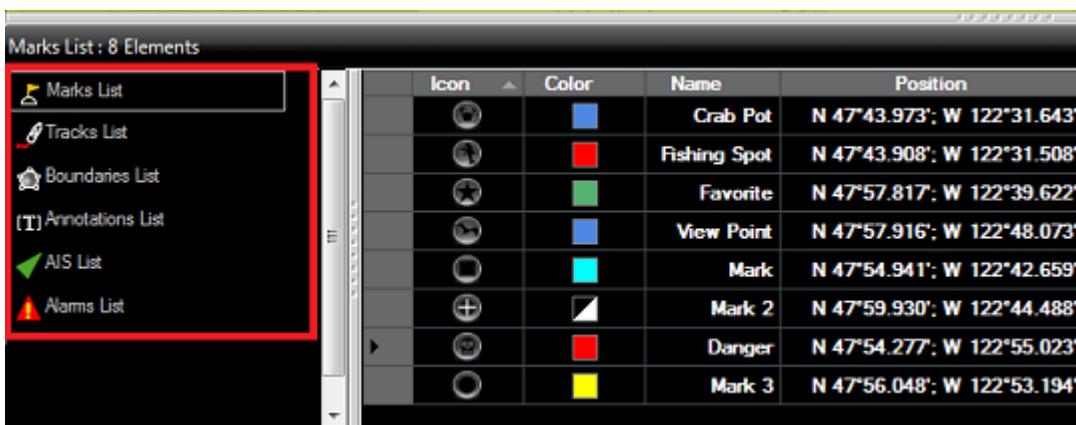 Marks List : 8 Elements
Marks List
Tracks List
Boundaries List
[T] Annotations List
AIS List
Alarms List
Icon Color Name Position
Crab Pot N 47°43.973'; W 122°31.643'
Fishing Spot N 47°43.908'; W 122°31.508'
Favorite N 47°57.817'; W 122°39.622'
View Point N 47°57.916'; W 122°48.073'
Mark N 47°54.941'; W 122°42.659'
Mark 2 N 47°59.930'; W 122°44.488'
Danger N 47°54.277'; W 122°55.023'
Mark 3 N 47°56.048'; W 122°53.194'